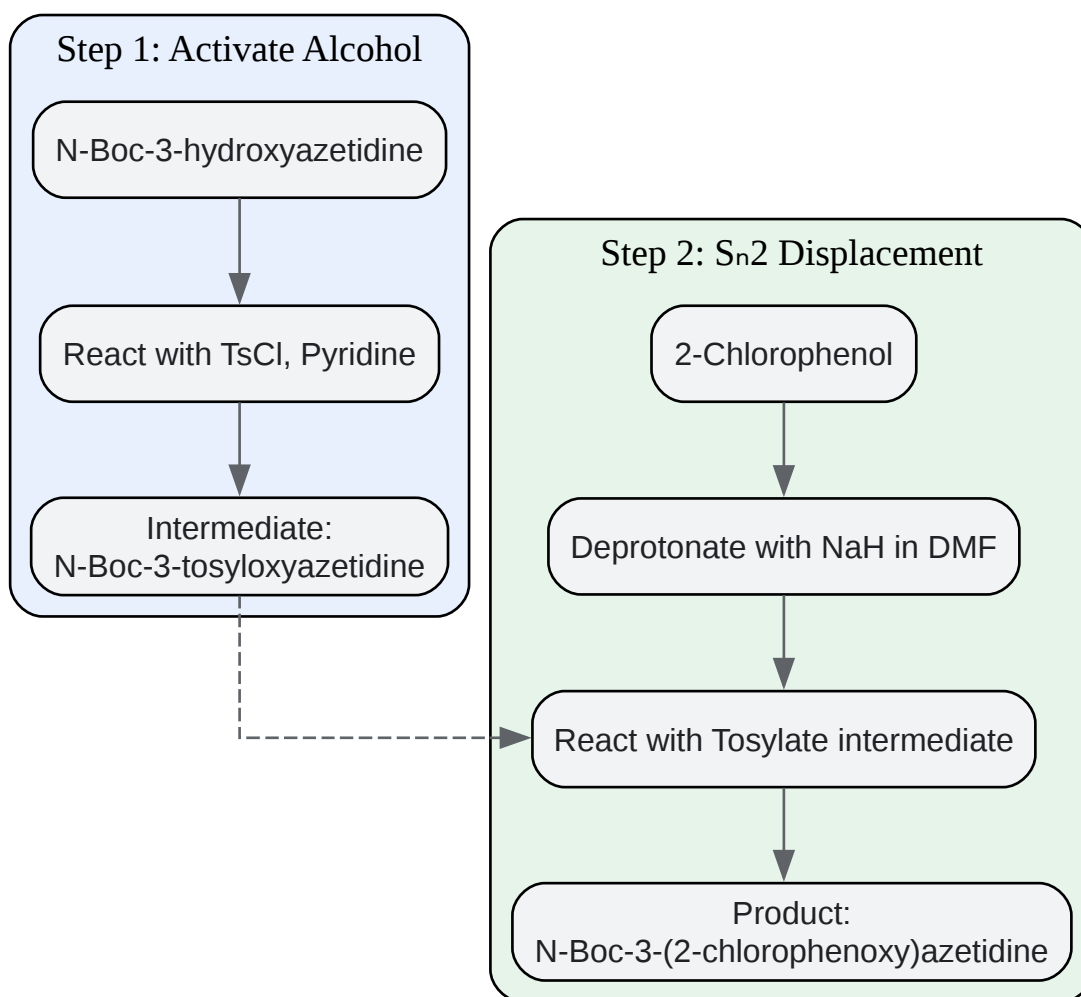 Step 1: Activate Alcohol
N-Boc-3-hydroxyazetidine
React with TsCl, Pyridine
Intermediate:
N-Boc-3-tosyloxyazetidine
Step 2: Sₙ2 Displacement
2-Chlorophenol
Deprotonate with NaH in DMF
React with Tosylate intermediate
Product:
N-Boc-3-(2-chlorophenoxy)azetidine